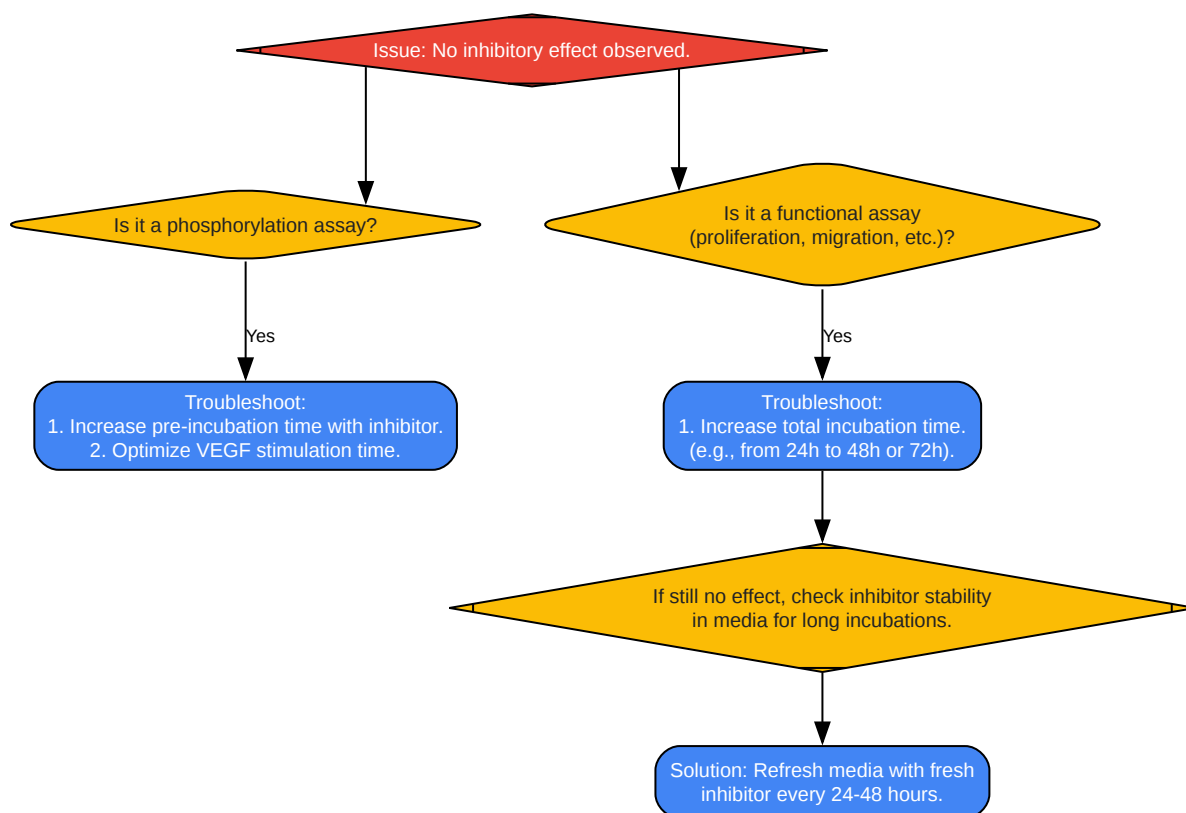 Issue: No inhibitory effect observed.
Is it a phosphorylation assay?
Is it a functional assay
(proliferation, migration, etc.)?
Yes
Yes
Troubleshoot:
1. Increase pre-incubation time with inhibitor.
2. Optimize VEGF stimulation time.
Troubleshoot:
1. Increase total incubation time.
(e.g., from 24h to 48h or 72h).
If still no effect, check inhibitor stability
in media for long incubations.
Solution: Refresh media with fresh
inhibitor every 24-48 hours.